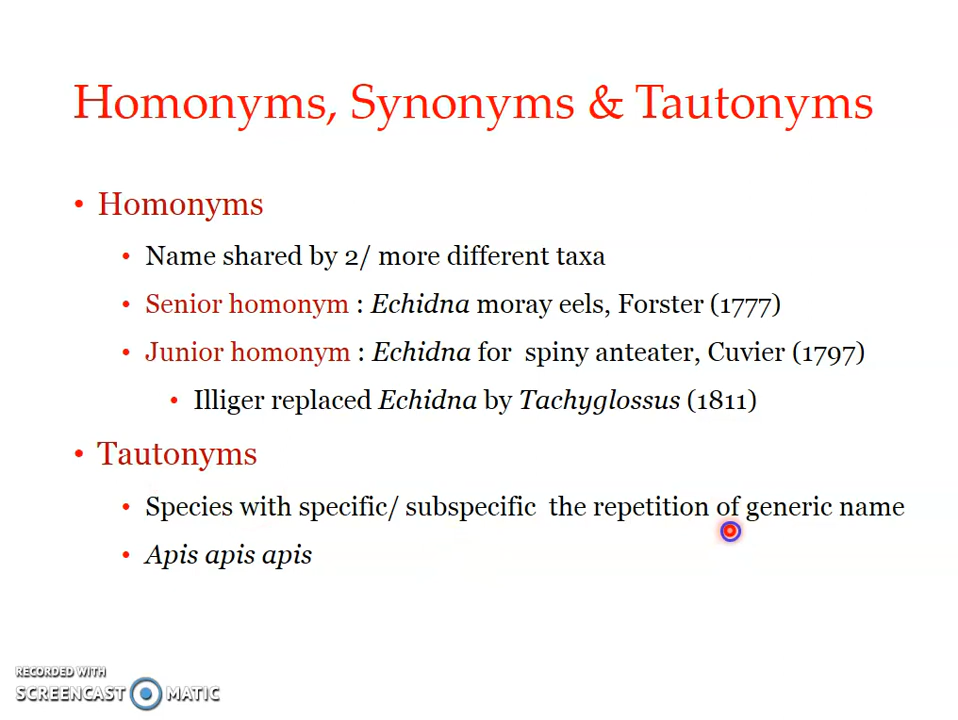 Homonyms, Synonyms & Tautonyms
• Homonyms
• Name shared by 2/ more different taxa
• Senior homonym : Echidna moray eels, Forster (1777)
• Junior homonym : Echidna for spiny anteater, Cuvier (1797)
• Illiger replaced Echidna by Tachyglossus (1811)
• Tautonyms
• Species with specific/ subspecific the repetition of generic name
• Apis apis apis
RECORDED WITH
SCREENCAST MATIC